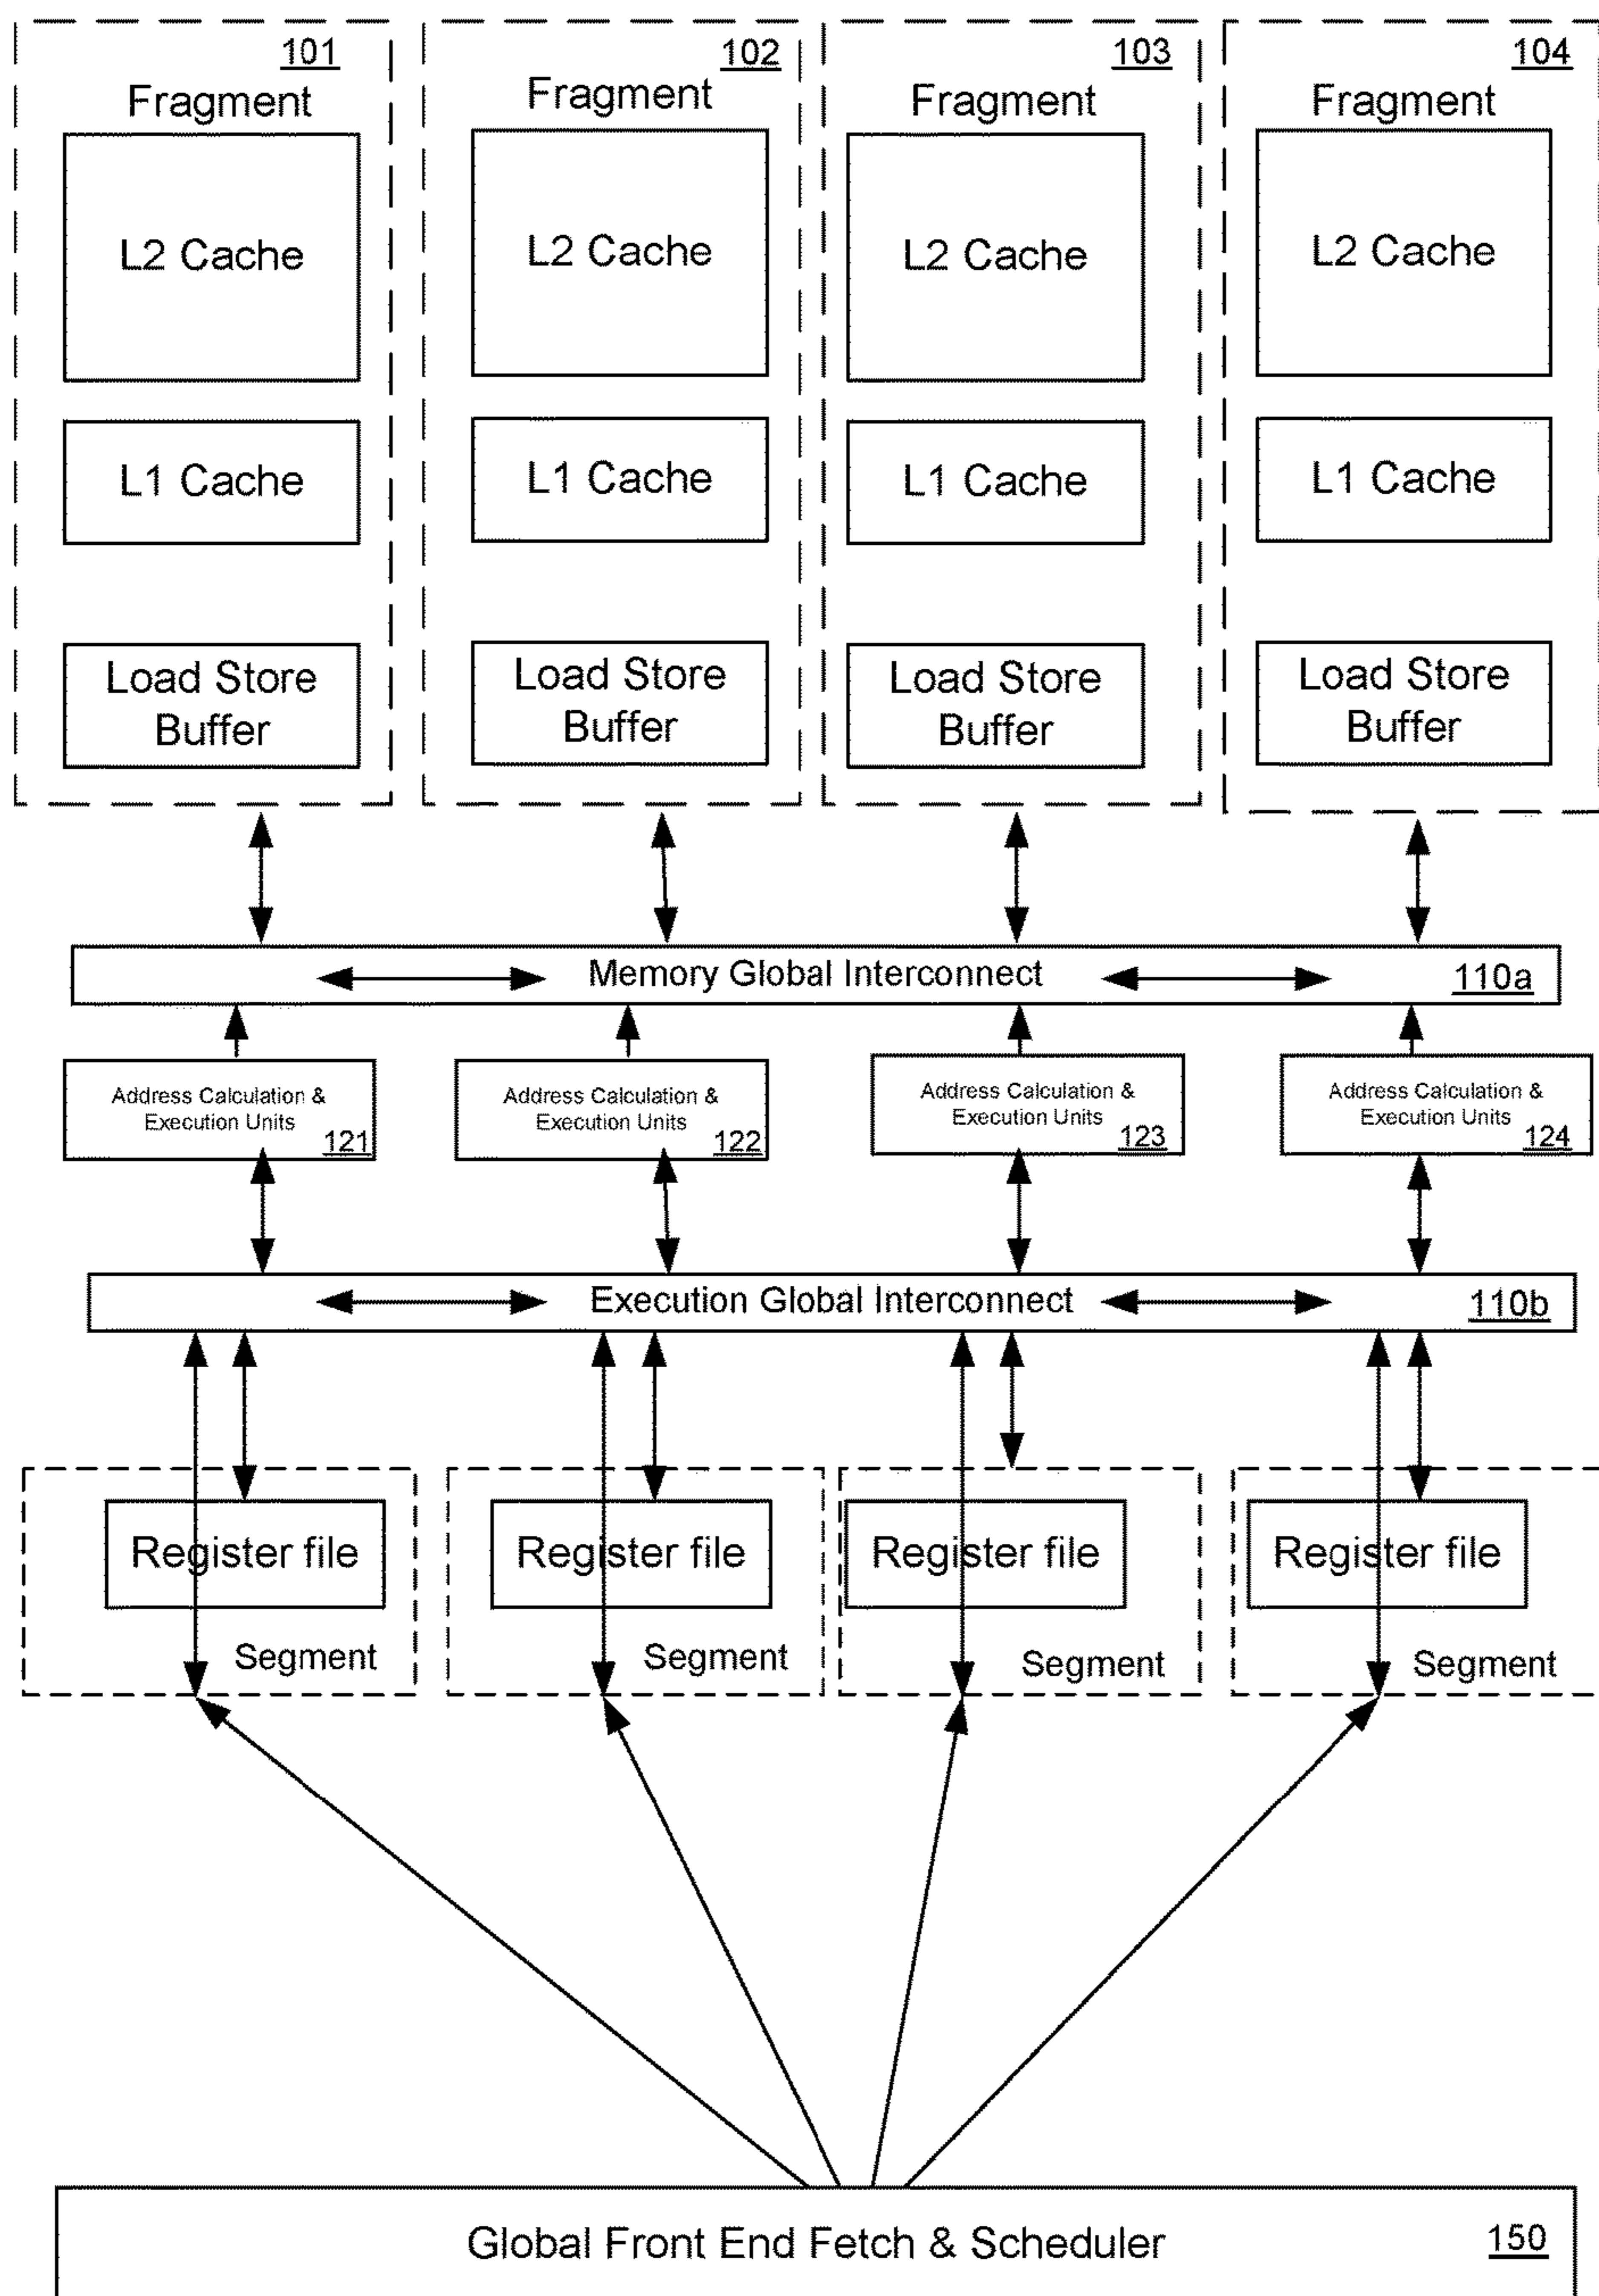 101
Fragment
L2 Cache
L1 Cache
Load Store
Buffer
102
Fragment
L2 Cache
L1 Cache
Load Store
Buffer
103
Fragment
L2 Cache
L1 Cache
Load Store
Buffer
104
Fragment
L2 Cache
L1 Cache
Load Store
Buffer
Memory Global Interconnect
110a
Address Calculation &
Execution Units
121
Address Calculation &
Execution Units
122
Address Calculation &
Execution Units
123
Address Calculation &
Execution Units
124
Execution Global Interconnect
110b
Register file
Segment
Register file
Segment
Register file
Segment
Register file
Segment
Global Front End Fetch & Scheduler
150